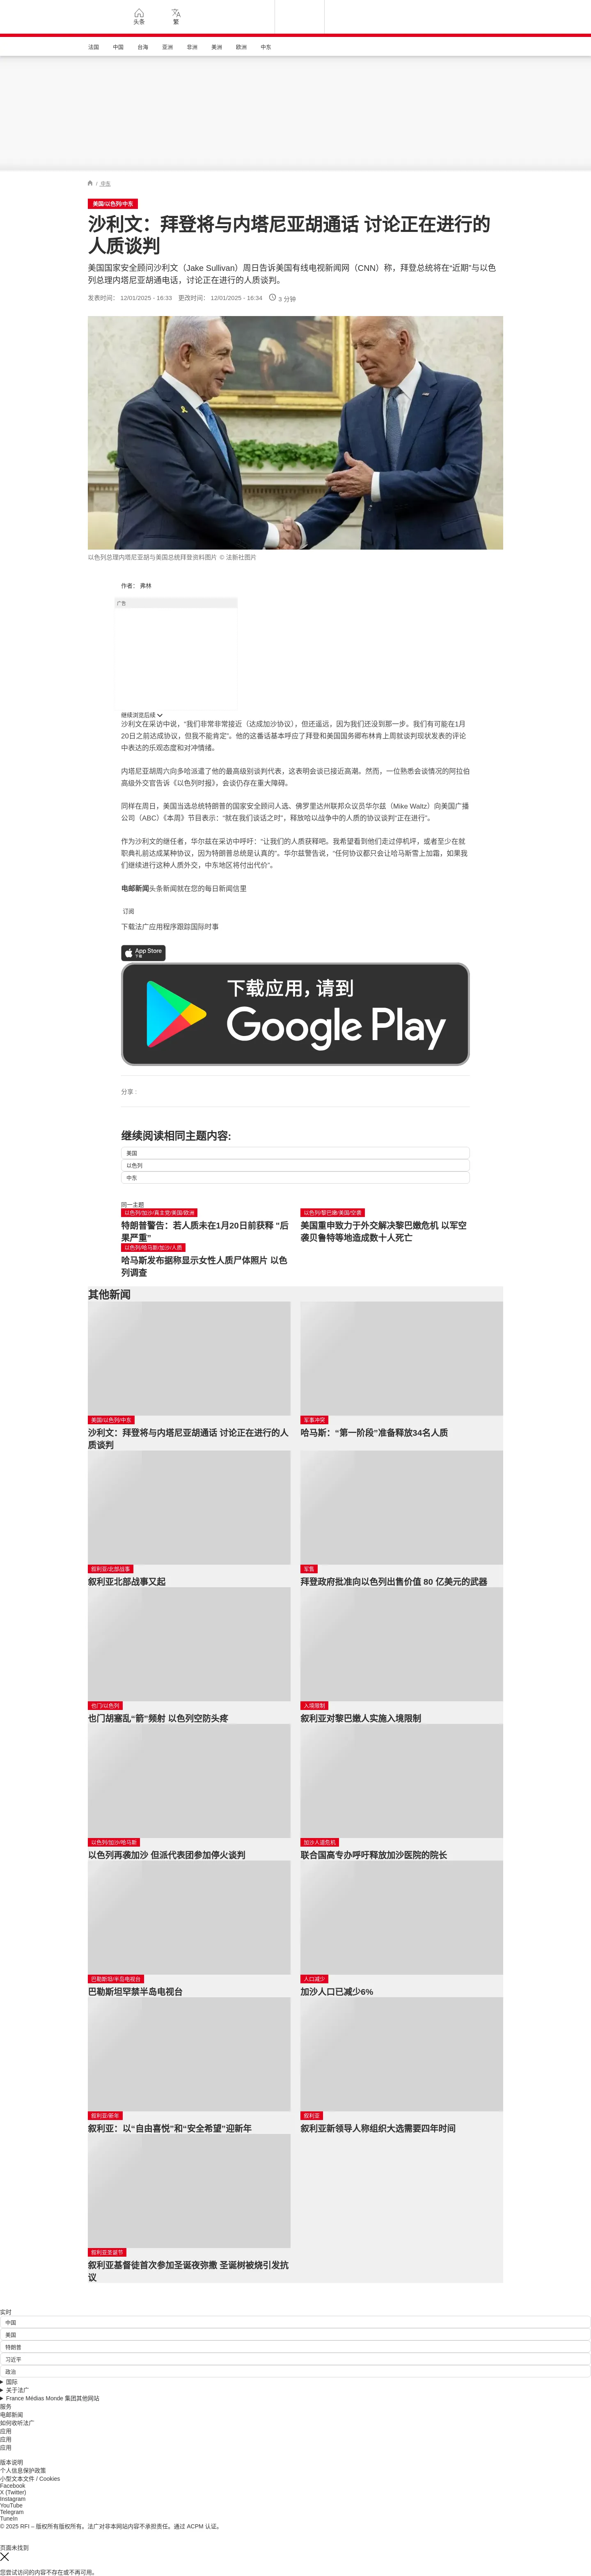 头条
繁
法国
中国
台海
亚洲
非洲
美洲
欧洲
中东
/ 中东
美国/以色列/中东
沙利文：拜登将与内塔尼亚胡通话 讨论正在进行的
人质谈判
美国国家安全顾问沙利文（Jake Sullivan）周日告诉美国有线电视新闻网（CNN）称，拜登总统将在“近期”与以色
列总理内塔尼亚胡通电话，讨论正在进行的人质谈判。
发表时间： 12/01/2025 - 16:33 更改时间： 12/01/2025 - 16:34 3 分钟
以色列总理内塔尼亚胡与美国总统拜登资料图片 © 法新社图片
作者： 弗林
广告
继续浏览后续
沙利文在采访中说，“我们非常非常接近（达成加沙协议），但还遥远，因为我们还没到那一步。我们有可能在1月
20日之前达成协议，但我不能肯定”。他的这番话基本呼应了拜登和美国国务卿布林肯上周就谈判现状发表的评论
中表达的乐观态度和对冲情绪。
内塔尼亚胡周六向多哈派遣了他的最高级别谈判代表，这表明会谈已接近高潮。然而，一位熟悉会谈情况的阿拉伯
高级外交官告诉《以色列时报》，会谈仍存在重大障碍。
同样在周日，美国当选总统特朗普的国家安全顾问人选、佛罗里达州联邦众议员华尔兹（Mike Waltz）向美国广播
公司（ABC）《本周》节目表示：“就在我们谈话之时”，释放哈以战争中的人质的协议谈判“正在进行”。
作为沙利文的继任者，华尔兹在采访中呼吁：“让我们的人质获释吧。我希望看到他们走过停机坪，或者至少在就
职典礼前达成某种协议，因为特朗普总统是认真的”。华尔兹警告说，“任何协议都只会让哈马斯雪上加霜，如果我
们继续进行这种人质外交，中东地区将付出代价”。
电邮新闻头条新闻就在您的每日新闻信里
订阅
下载法广应用程序跟踪国际时事
App Store
下载
下载应用，请到
Google Play
分享 :
继续阅读相同主题内容:
美国
以色列
中东
同一主题
以色列/加沙/真主党/美国/欧洲
特朗普警告：若人质未在1月20日前获释 "后
果严重"
以色列/黎巴嫩/美国/空袭
美国重申致力于外交解决黎巴嫩危机 以军空
袭贝鲁特等地造成数十人死亡
以色列/哈马斯/加沙/人质
哈马斯发布据称显示女性人质尸体照片 以色
列调查
其他新闻
美国/以色列/中东
沙利文：拜登将与内塔尼亚胡通话 讨论正在进行的人
质谈判
军事冲突
哈马斯：“第一阶段”准备释放34名人质
叙利亚/北部战事
叙利亚北部战事又起
军售
拜登政府批准向以色列出售价值 80 亿美元的武器
也门/以色列
也门胡塞乱“箭”频射 以色列空防头疼
入境限制
叙利亚对黎巴嫩人实施入境限制
以色列/加沙/哈马斯
以色列再袭加沙 但派代表团参加停火谈判
加沙人道危机
联合国高专办呼吁释放加沙医院的院长
巴勒斯坦/半岛电视台
巴勒斯坦罕禁半岛电视台
人口减少
加沙人口已减少6%
叙利亚/新年
叙利亚：以“自由喜悦”和“安全希望”迎新年
叙利亚
叙利亚新领导人称组织大选需要四年时间
叙利亚圣诞节
叙利亚基督徒首次参加圣诞夜弥撒 圣诞树被烧引发抗
议
实时
中国
美国
特朗普
习近平
政治
国际
关于法广
France Médias Monde 集团其他网站
服务
电邮新闻
如何收听法广
应用
应用
应用
版本说明
个人信息保护政策
小型文本文件 / Cookies
Facebook
X (Twitter)
Instagram
YouTube
Telegram
TuneIn
© 2025 RFI – 版权所有版权所有。法广对非本网站内容不承担责任。通过 ACPM 认证。
页面未找到
您尝试访问的内容不存在或不再可用。